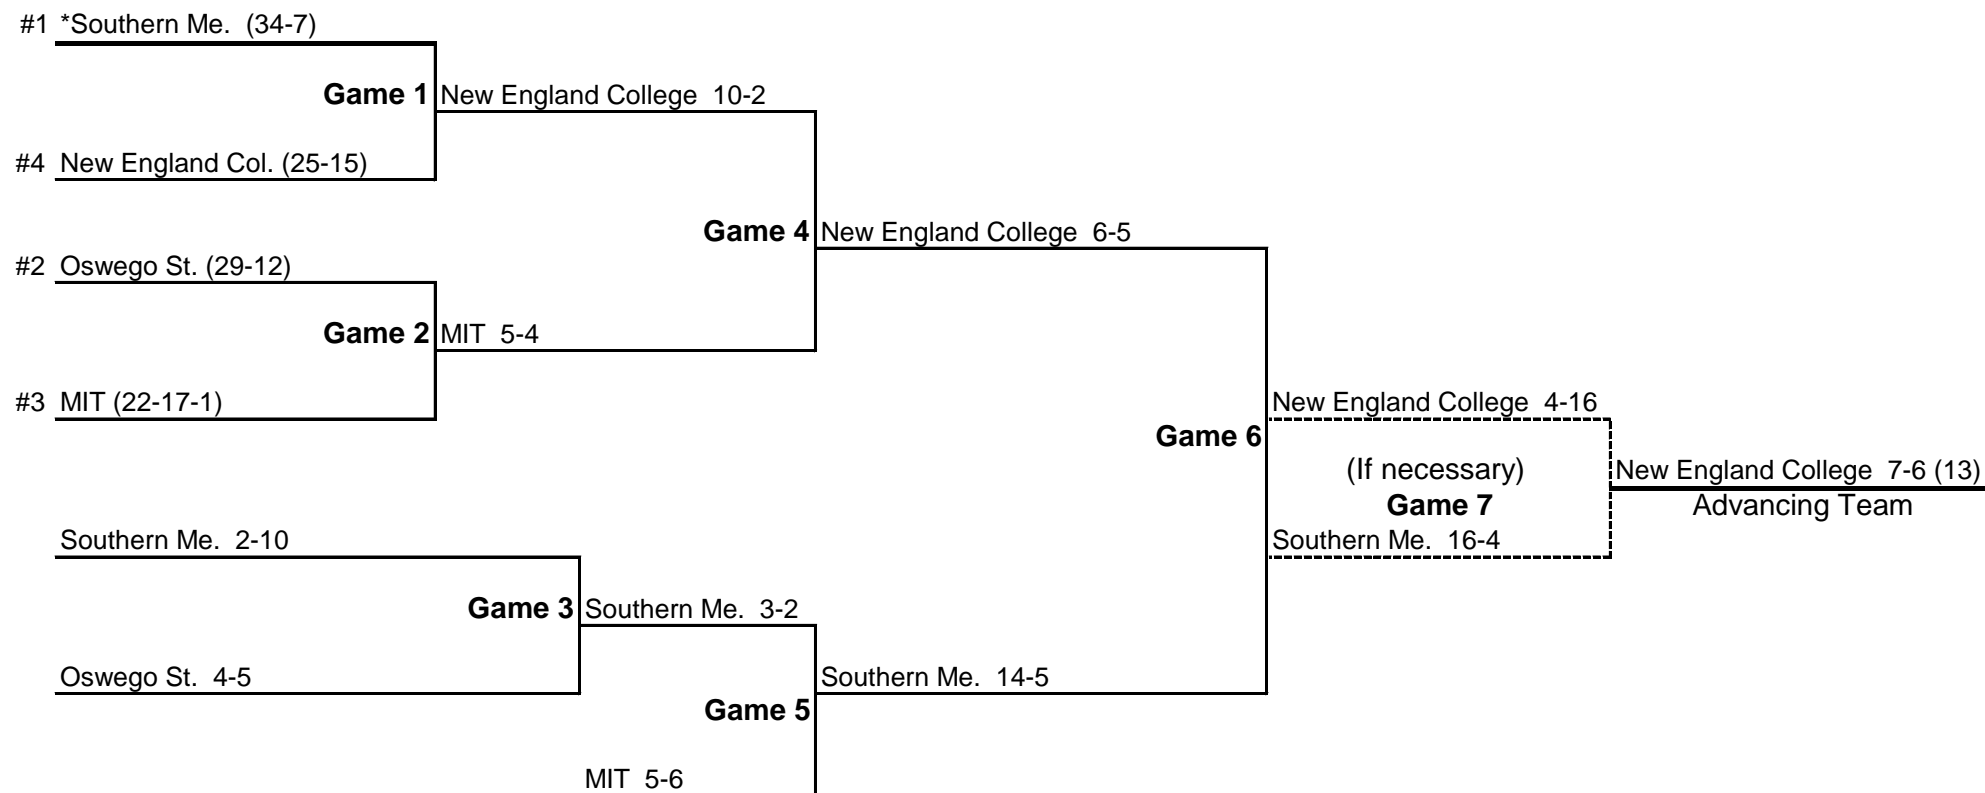 #1 *Southern Me. (34-7)
Game 1 New England College 10-2
#4 New England Col. (25-15)
Game 4 New England College 6-5
#2 Oswego St. (29-12)
Game 2 MIT 5-4
#3 MIT (22-17-1)
New England College 4-16
Game 6
(If necessary)
New England College 7-6 (13)
Game 7
Advancing Team
Southern Me. 2-10
Southern Me. 16-4
Game 3 Southern Me. 3-2
Oswego St. 4-5
Southern Me. 14-5
Game 5
MIT 5-6